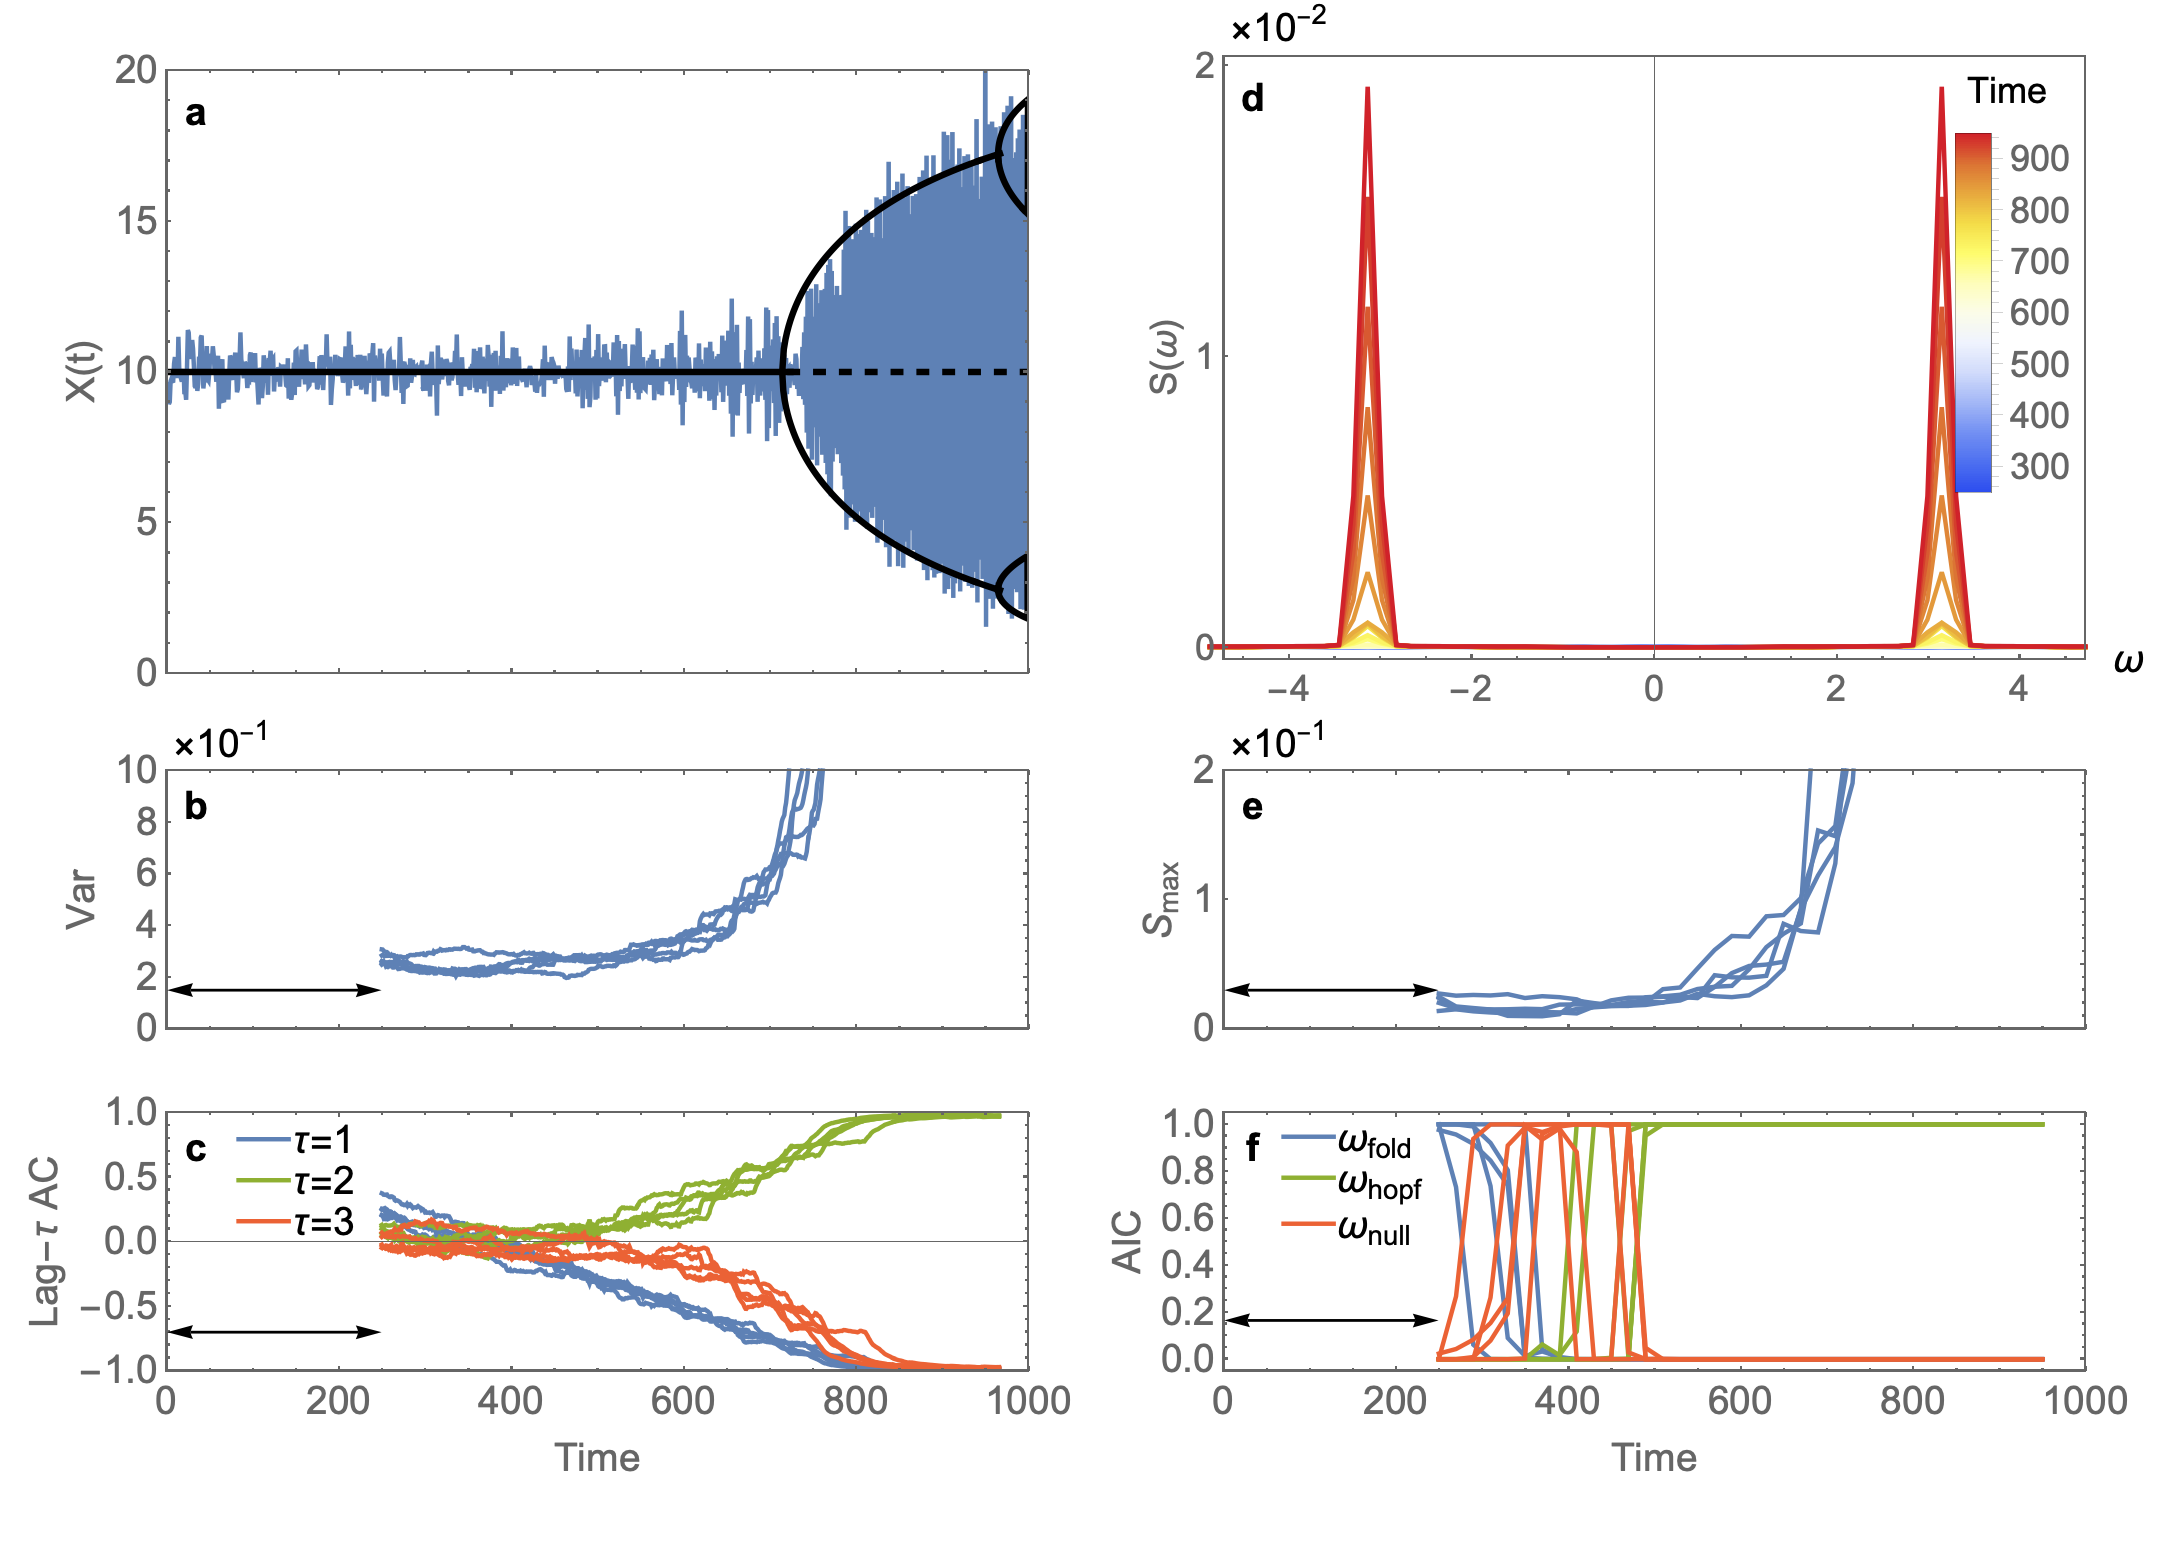 a
X(t)
20
15
10
5
0
×10⁻²
d
S(ω)
2
1
0
−4
−2
0
2
4
ω
Time
900
800
700
600
500
400
300
×10⁻¹
b
Var
10
8
6
4
2
0
×10⁻¹
e
Smax
2
1
0
c
Lag−τ AC
1.0
0.5
0.0
−0.5
−1.0
τ=1
τ=2
τ=3
0
200
400
600
800
1000
Time
f
AIC
1.0
0.8
0.6
0.4
0.2
0.0
ωfold
ωhopf
ωnull
0
200
400
600
800
1000
Time